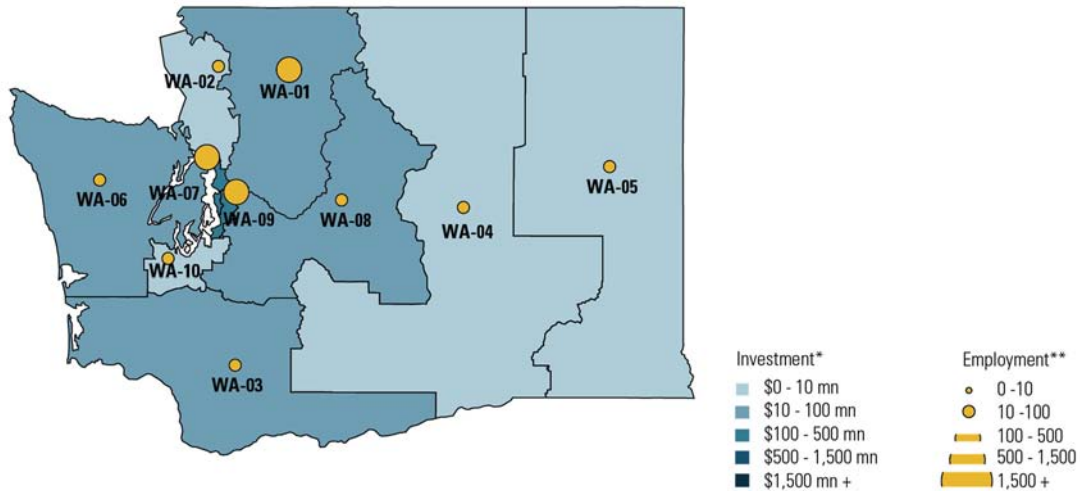 WA-02
WA-01
WA-06
WA-07
WA-09
WA-08
WA-05
WA-04
WA-10
WA-03
Investment*
$0 - 10 mn
$10 - 100 mn
$100 - 500 mn
$500 - 1,500 mn
$1,500 mn +
Employment**
0 -10
10 -100
100 - 500
500 - 1,500
1,500 +